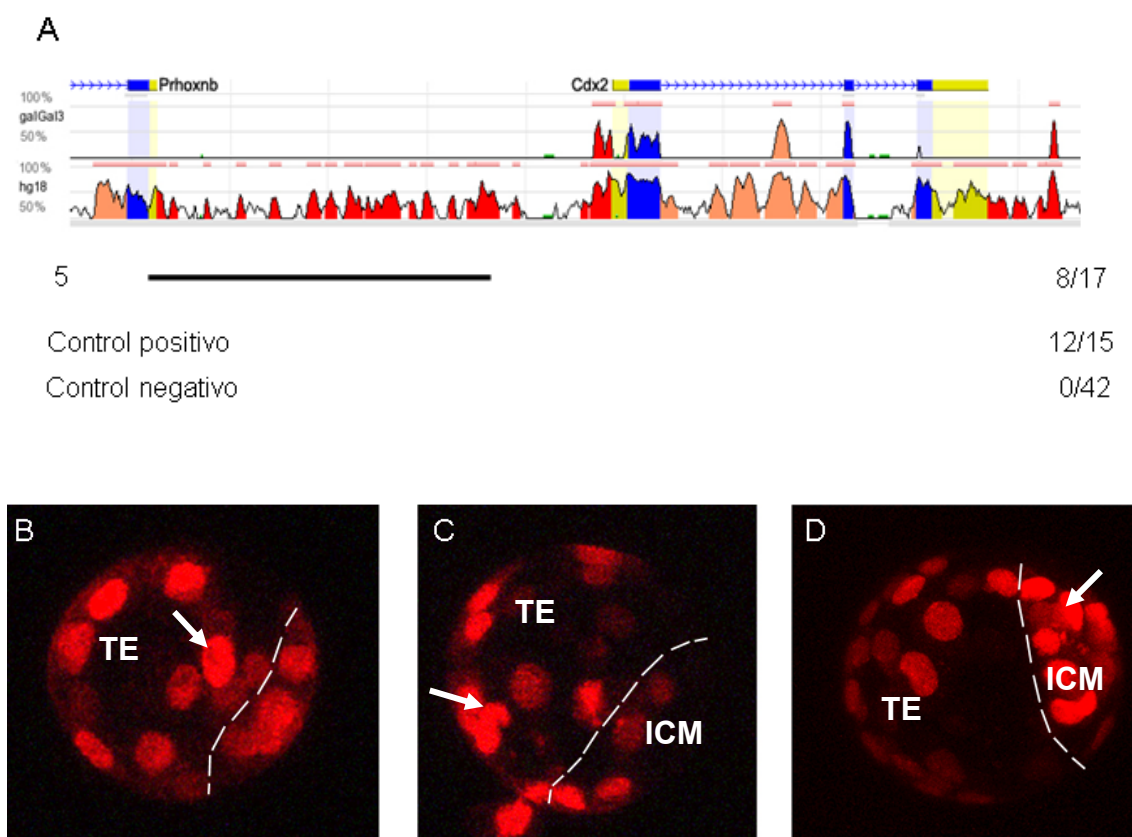 A
Prhoxnb
Cdx2
100%
galGal3
50%
100%
hg18
50%
5 8/17
Control positivo 12/15
Control negativo 0/42
B
TE
C
TE
ICM
D
TE
ICM